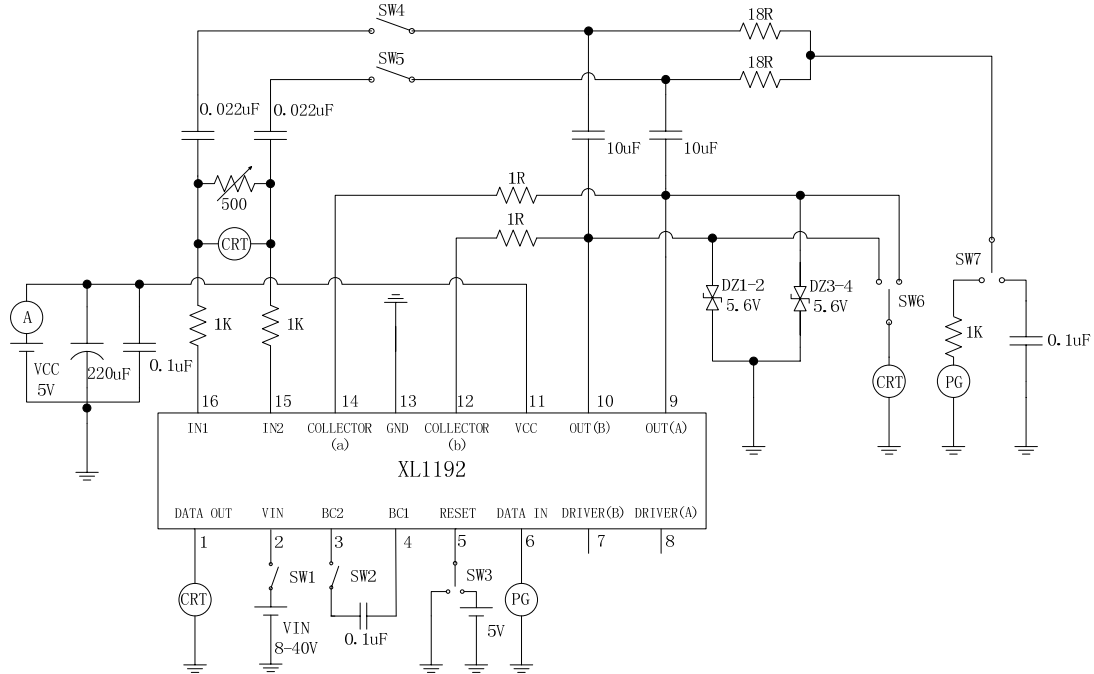 SW4
18R
SW5
18R
0.022uF
0.022uF
10uF
10uF
1R
500
1R
CRT
SW7
DZ1-2
5.6V
DZ3-4
5.6V
SW6
A
1K
1K
1K
0.1uF
VCC
5V
220uF
0.1uF
CRT
PG
16
15
14
13
12
11
10
9
IN1
IN2
COLLECTOR
(a)
GND
COLLECTOR
(b)
VCC
OUT(B)
OUT(A)
XL1192
DATA OUT
VIN
BC2
BC1
RESET
DATA IN
DRIVER(B)
DRIVER(A)
1
2
3
4
5
6
7
8
SW1
SW2
SW3
CRT
PG
VIN
8-40V
0.1uF
5V